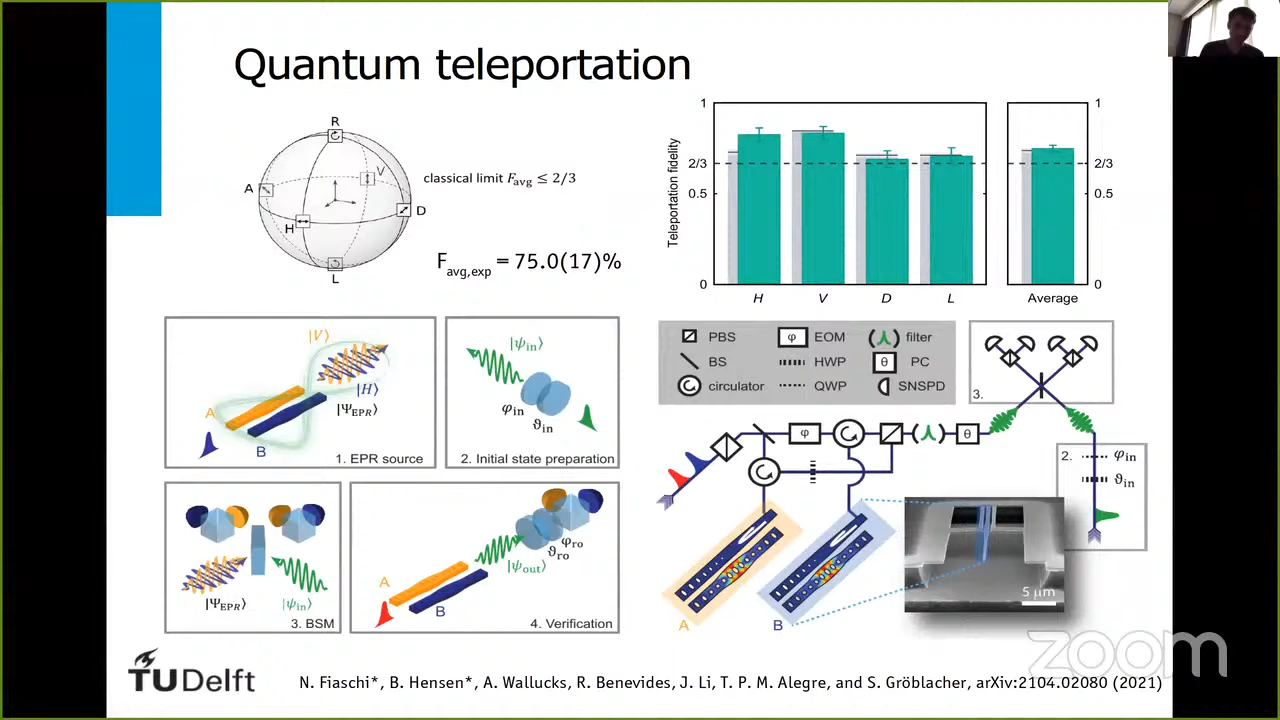 Quantum teleportation
R
A
V
D
H
L
classical limit F_avg ≤ 2/3
F_avg,exp = 75.0(17)%
Teleportation fidelity
1
2/3
0.5
0
H V D L
1
2/3
0.5
0
Average
|V⟩
|H⟩
|Ψ_EPR⟩
A
B
1. EPR source
|ψ_in⟩
φ_in
ϑ_in
2. Initial state preparation
|Ψ_EPR⟩
|ψ_in⟩
3. BSM
A
B
|ψ_out⟩
ϑ_ro
φ_ro
4. Verification
PBS
φ EOM
filter
BS
HWP
θ PC
circulator
QWP
SNSPD
3.
φ
θ
2.
φ_in
ϑ_in
A
B
5 μm
zoom
TU Delft
N. Fiaschi*, B. Hensen*, A. Wallucks, R. Benevides, J. Li, T. P. M. Alegre, and S. Gröblacher, arXiv:2104.02080 (2021)